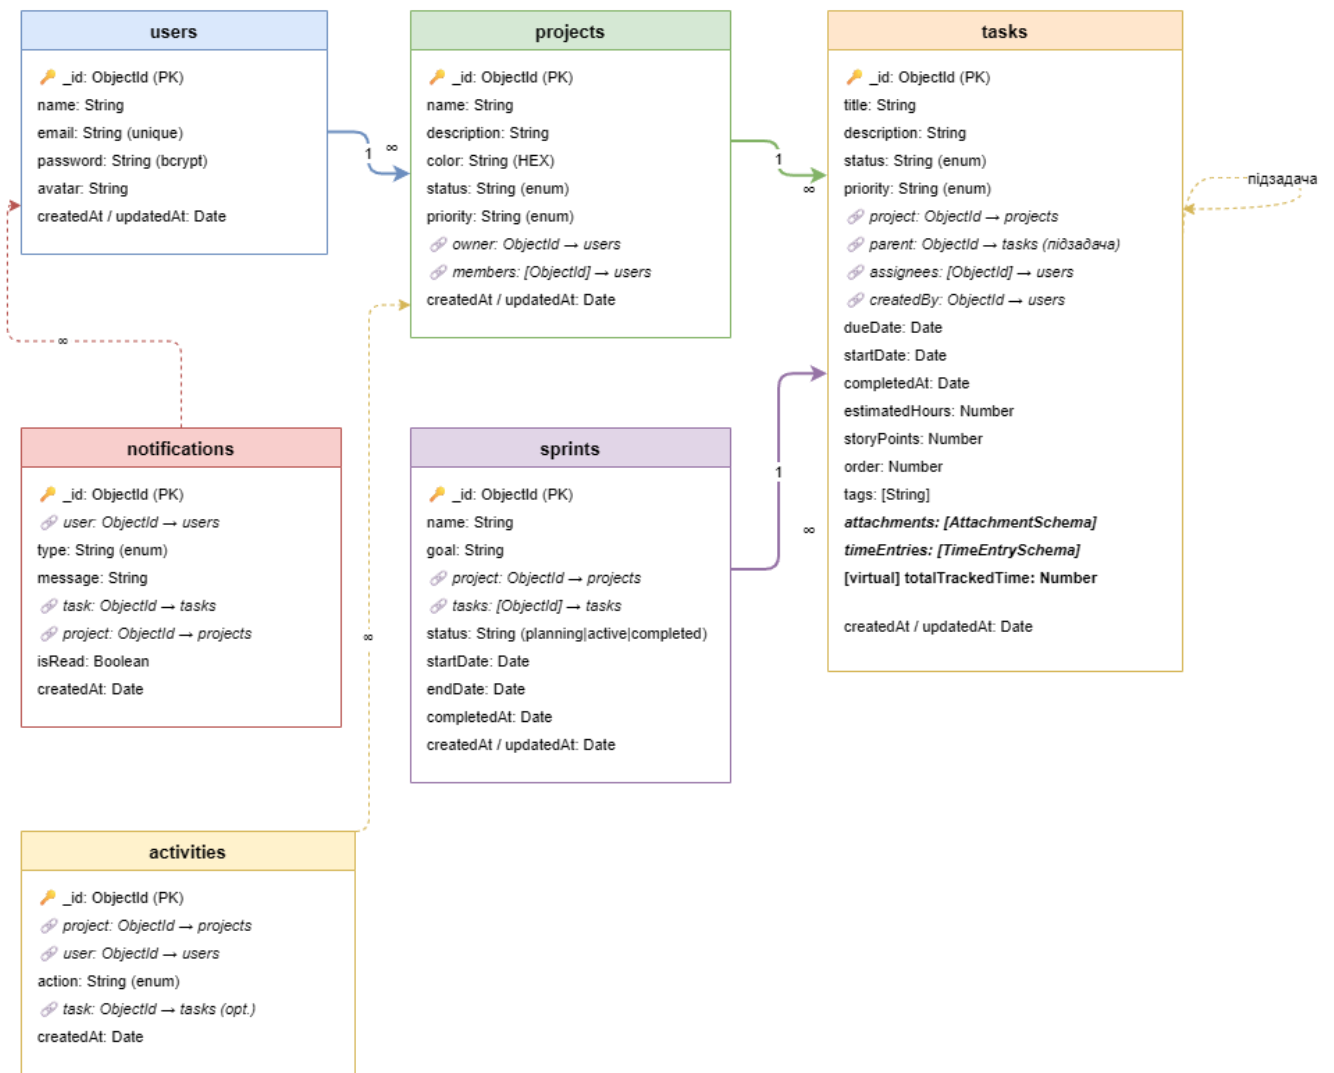 users
🔑 _id: ObjectId (PK)
name: String
email: String (unique)
password: String (bcrypt)
avatar: String
createdAt / updatedAt: Date
1
∞
projects
🔑 _id: ObjectId (PK)
name: String
description: String
color: String (HEX)
status: String (enum)
priority: String (enum)
🔗 owner: ObjectId → users
🔗 members: [ObjectId] → users
createdAt / updatedAt: Date
1
∞
tasks
🔑 _id: ObjectId (PK)
title: String
description: String
status: String (enum)
priority: String (enum)
🔗 project: ObjectId → projects
🔗 parent: ObjectId → tasks (підзадача)
🔗 assignees: [ObjectId] → users
🔗 createdBy: ObjectId → users
dueDate: Date
startDate: Date
completedAt: Date
estimatedHours: Number
storyPoints: Number
order: Number
tags: [String]
attachments: [AttachmentSchema]
timeEntries: [TimeEntrySchema]
[virtual] totalTrackedTime: Number
createdAt / updatedAt: Date
підзадача
∞
notifications
🔑 _id: ObjectId (PK)
🔗 user: ObjectId → users
type: String (enum)
message: String
🔗 task: ObjectId → tasks
🔗 project: ObjectId → projects
isRead: Boolean
createdAt: Date
∞
sprints
🔑 _id: ObjectId (PK)
name: String
goal: String
🔗 project: ObjectId → projects
🔗 tasks: [ObjectId] → tasks
status: String (planning|active|completed)
startDate: Date
endDate: Date
completedAt: Date
createdAt / updatedAt: Date
1
∞
activities
🔑 _id: ObjectId (PK)
🔗 project: ObjectId → projects
🔗 user: ObjectId → users
action: String (enum)
🔗 task: ObjectId → tasks (opt.)
createdAt: Date